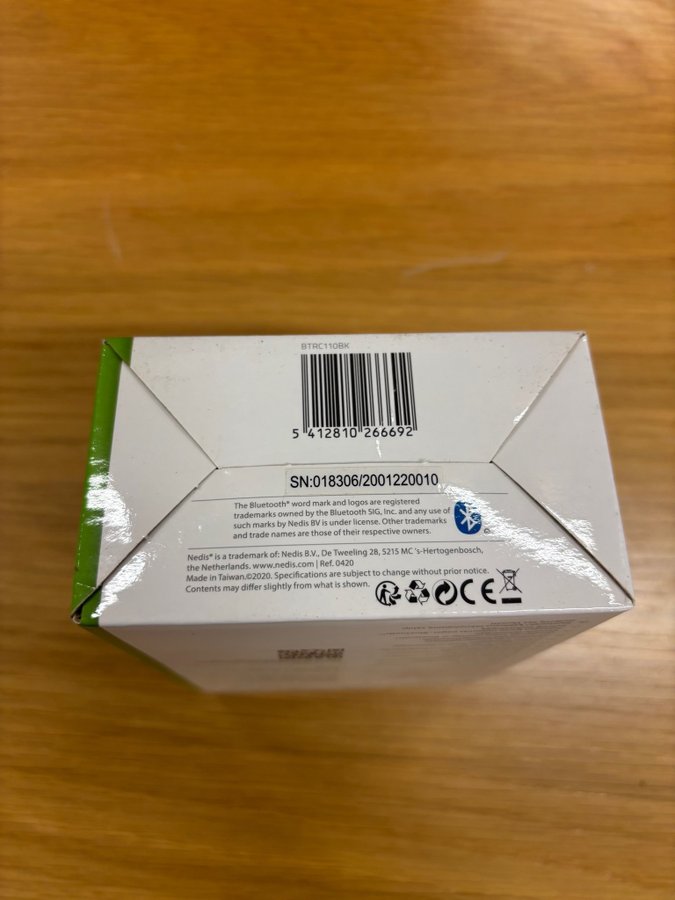 BTRC110BK
5 412810 266692
SN:018306/2001220010
The Bluetooth® word mark and logos are registered
trademarks owned by the Bluetooth SIG, Inc. and any use of
such marks by Nedis BV is under license. Other trademarks
and trade names are those of their respective owners.
Nedis® is a trademark of: Nedis B.V., De Tweeling 28, 5215 MC 's-Hertogenbosch,
the Netherlands. www.nedis.com | Ref. 0420
Made in Taiwan.©2020. Specifications are subject to change without prior notice.
Contents may differ slightly from what is shown.